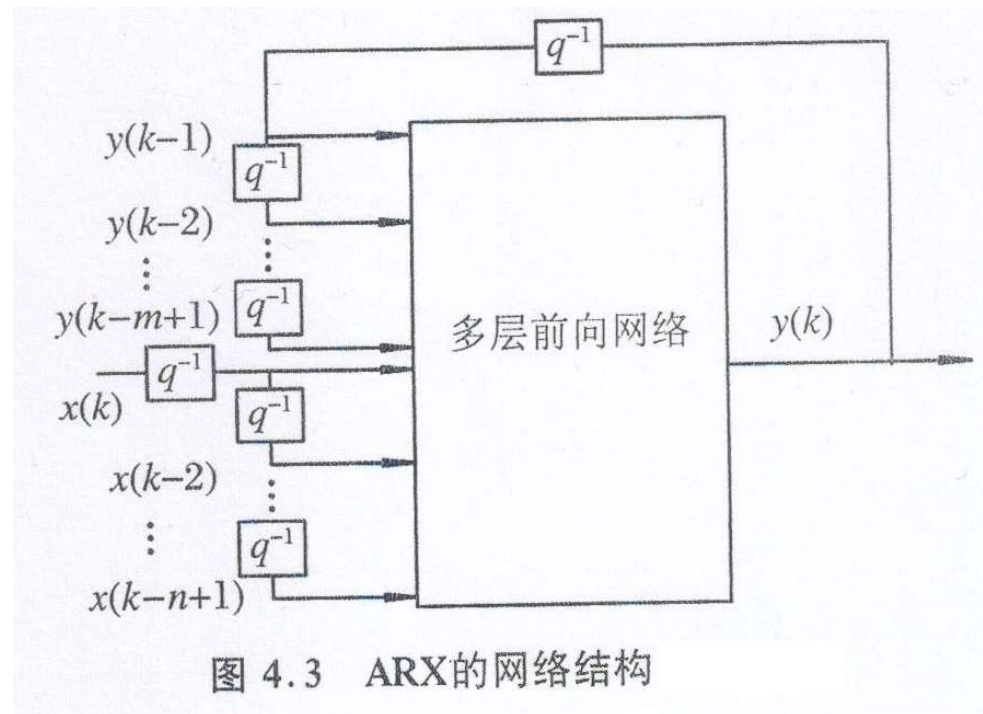 q⁻¹
y(k−1)
q⁻¹
y(k−2)
⋮
⋮
q⁻¹
y(k−m+1)
多层前向网络
y(k)
q⁻¹
x(k)
q⁻¹
x(k−2)
⋮
⋮
q⁻¹
x(k−n+1)
图 4.3 ARX的网络结构